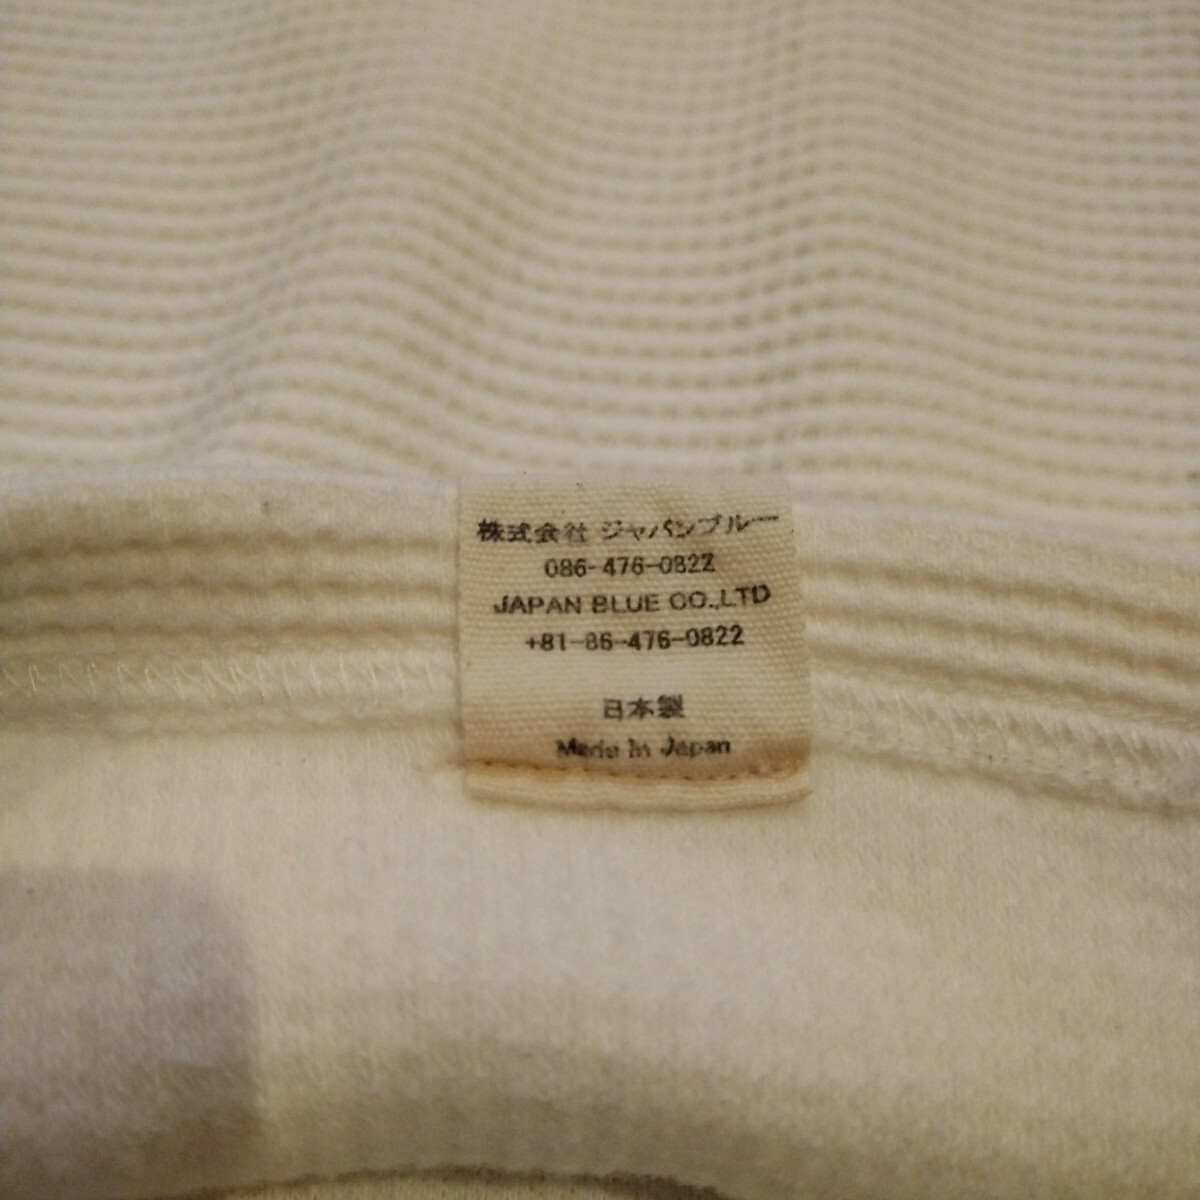 株式会社 ジャパンブルー
086-476-0822
JAPAN BLUE CO.,LTD
+81-86-476-0822
日本製
Made in Japan